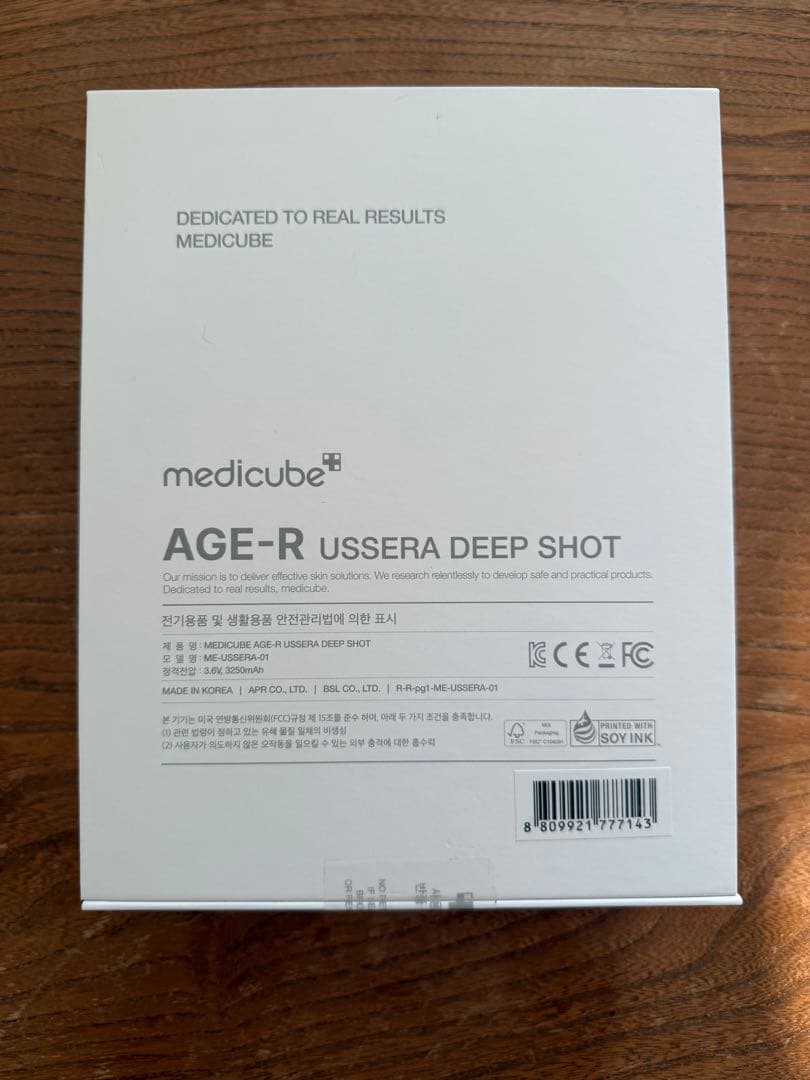 DEDICATED TO REAL RESULTS
MEDICUBE
medicube
AGE-R USSERA DEEP SHOT
Our mission is to deliver effective skin solutions. We research relentlessly to develop safe and practical products.
Dedicated to real results, medicube.
전기용품 및 생활용품 안전관리법에 의한 표시
제 품 명 : MEDICUBE AGE-R USSERA DEEP SHOT
모 델 명 : ME-USSERA-01
정격전압 : 3.6V, 3250mAh
MADE IN KOREA | APR CO., LTD. | BSL CO., LTD. | R-R-pg1-ME-USSERA-01
본 기기는 미국 연방통신위원회(FCC)규정 제 15조를 준수 하며, 아래 두 가지 조건을 충족합니다.
(1) 관련 법령이 정하고 있는 유해 물질 일체의 비생성
(2) 사용자가 의도하지 않은 오작동을 일으킬 수 있는 외부 충격에 대한 흡수력
FSC
MIX
Packaging
PRINTED WITH
SOY INK
8 809921 777143